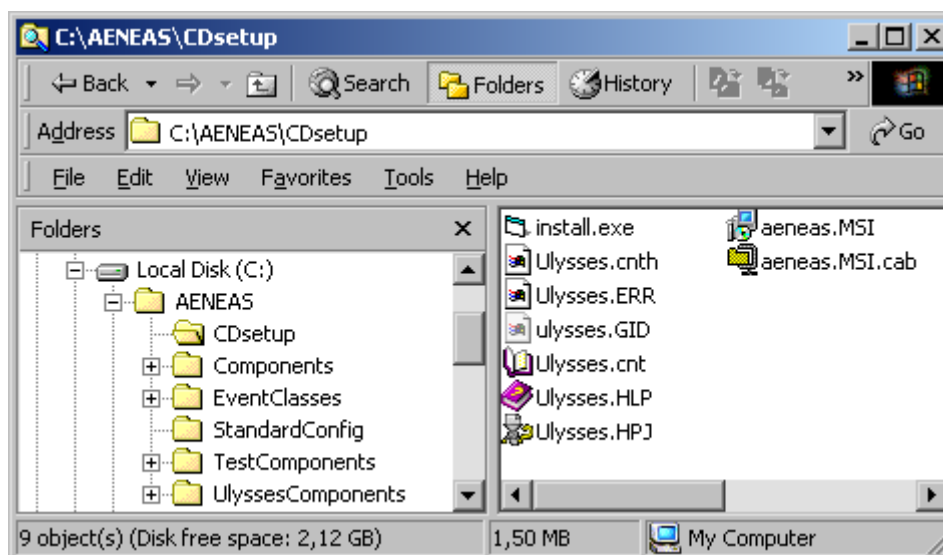 C:\AENEAS\CDsetup
Back Search Folders History »
Address C:\AENEAS\CDsetup Go
File Edit View Favorites Tools Help
Folders
Local Disk (C:)
AENEAS
CDsetup
Components
EventClasses
StandardConfig
TestComponents
UlyssesComponents
install.exe
Ulysses.cnth
Ulysses.ERR
ulysses.GID
Ulysses.cnt
Ulysses.HLP
Ulysses.HPJ
aeneas.MSI
aeneas.MSI.cab
9 object(s) (Disk free space: 2,12 GB) 1,50 MB My Computer